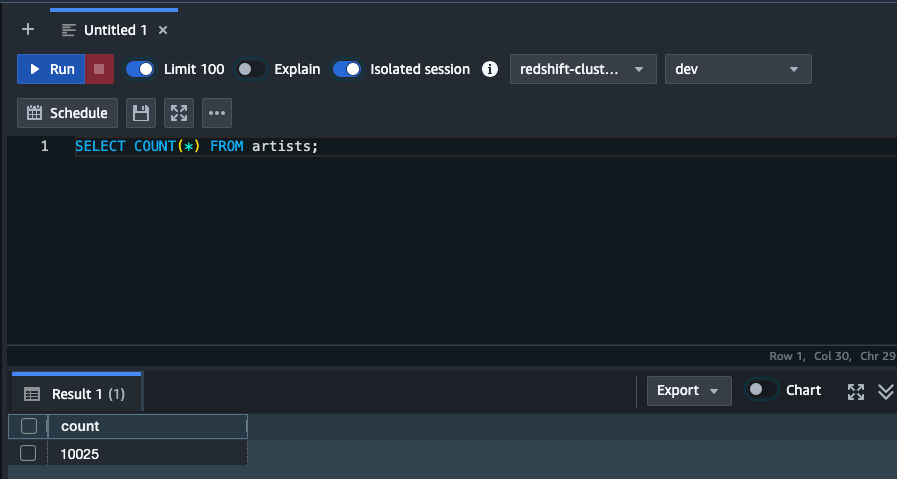 + Untitled 1 ×
Run Limit 100 Explain Isolated session i redshift-clust... dev
Schedule
1 SELECT COUNT(*) FROM artists;
Row 1, Col 30, Chr 29
Result 1 (1) Export Chart
count
10025